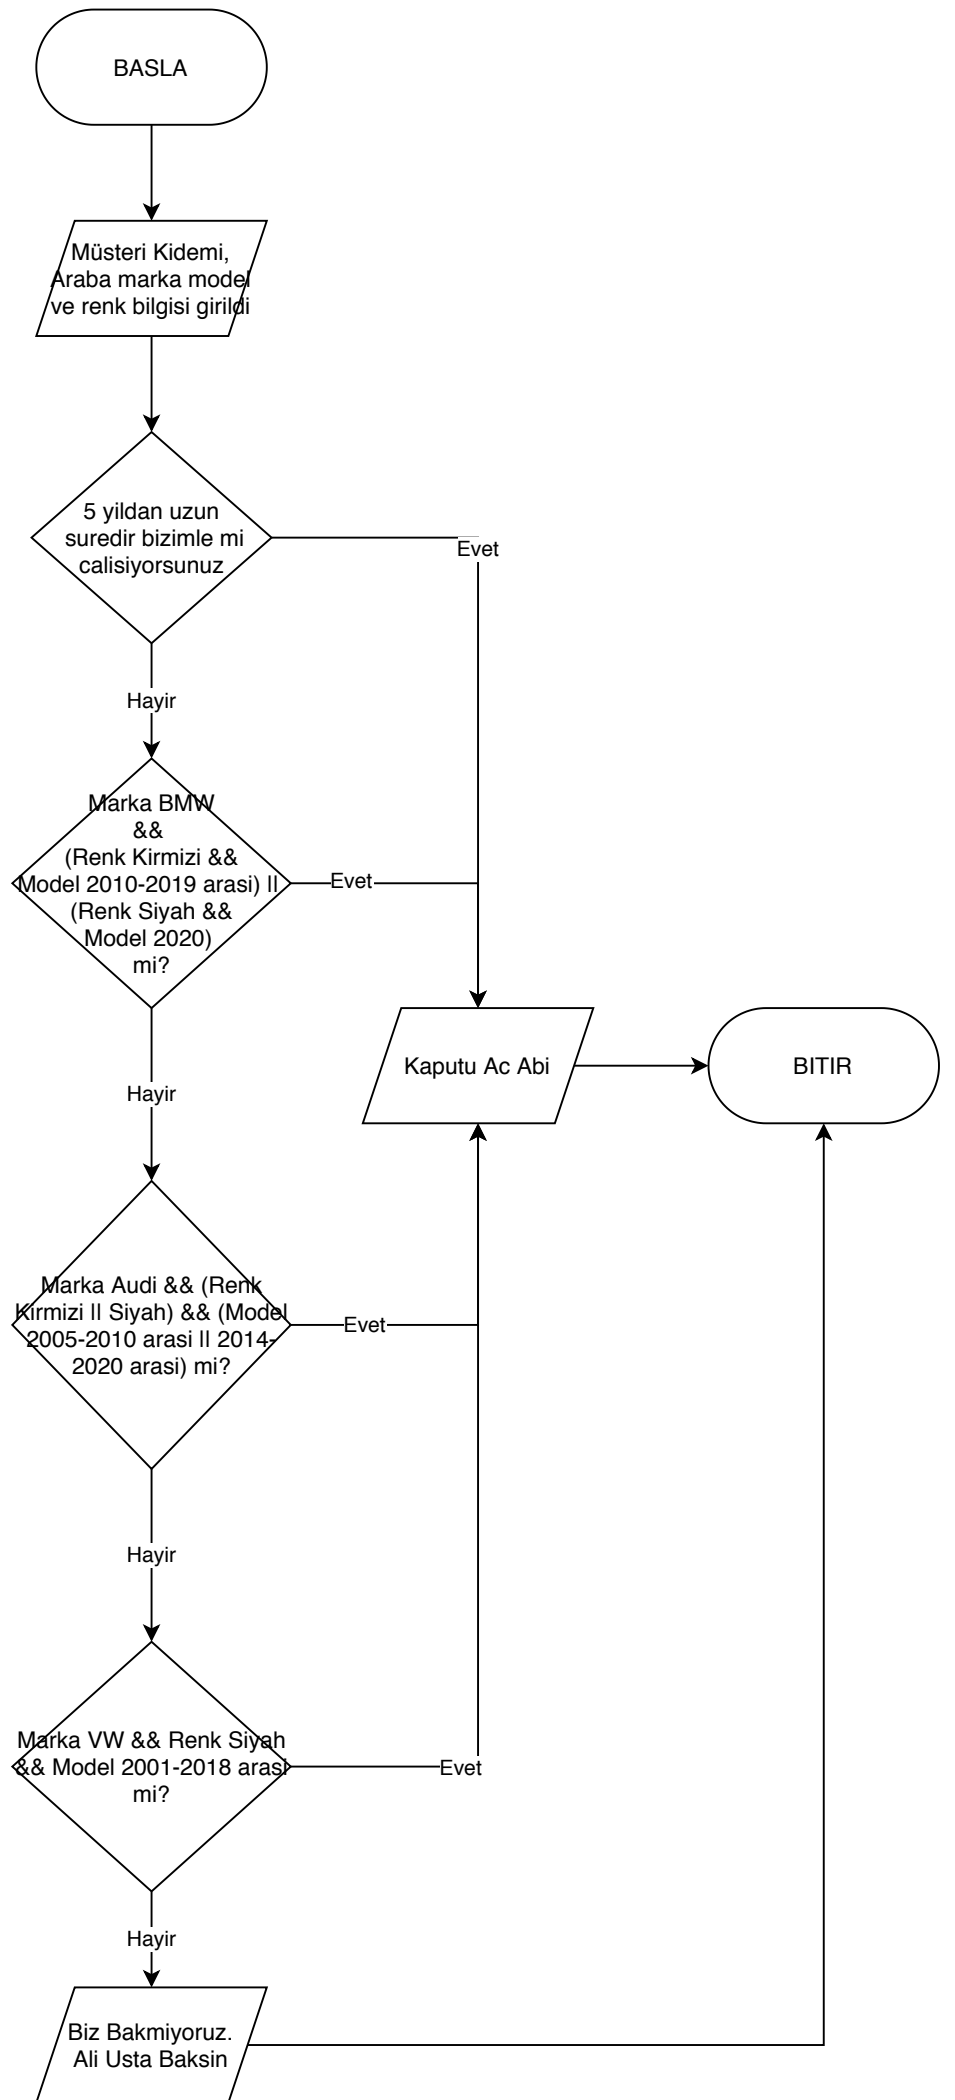 BASLA
Müsteri Kidemi,
Araba marka model
ve renk bilgisi girildi
5 yildan uzun
suredir bizimle mi
calisiyorsunuz
Evet
Hayir
Marka BMW
&&
(Renk Kirmizi &&
Model 2010-2019 arasi) ||
(Renk Siyah &&
Model 2020)
mi?
Evet
Kaputu Ac Abi
BITIR
Hayir
Marka Audi && (Renk
Kirmizi || Siyah) && (Model
2005-2010 arasi || 2014-
2020 arasi) mi?
Evet
Hayir
Marka VW && Renk Siyah
&& Model 2001-2018 arasi
mi?
Evet
Hayir
Biz Bakmiyoruz.
Ali Usta Baksin